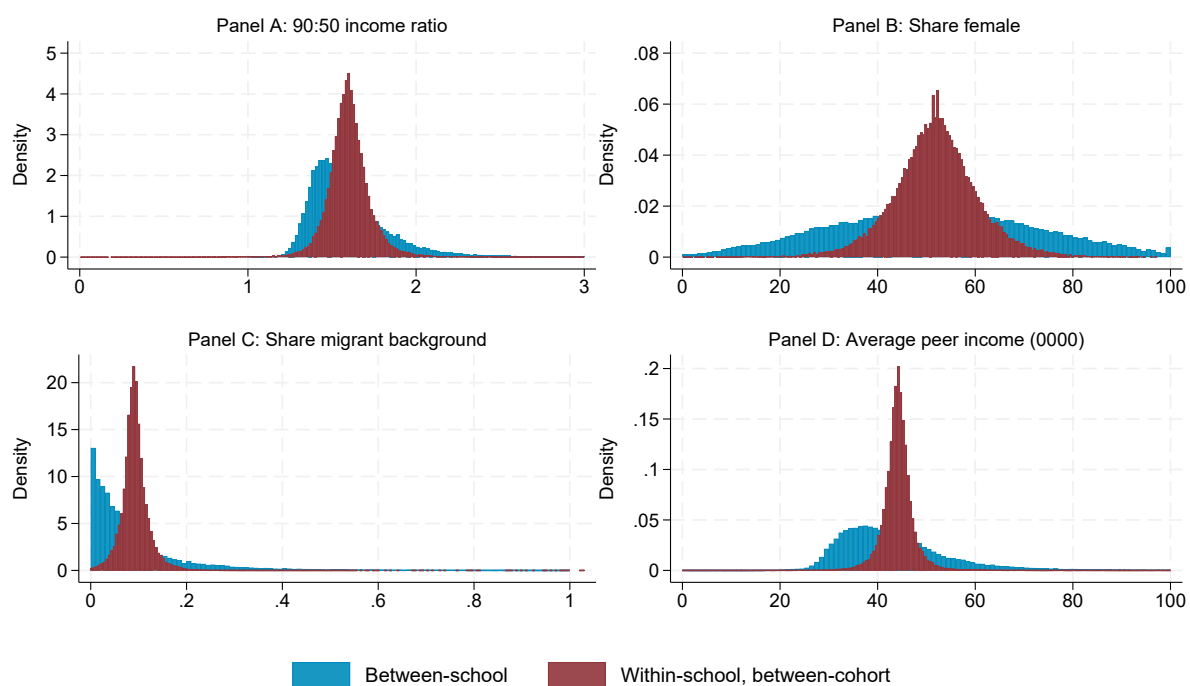 Panel A: 90:50 income ratio
Density
5
4
3
2
1
0
0 1 2 3
Panel B: Share female
Density
.08
.06
.04
.02
0
0 20 40 60 80 100
Panel C: Share migrant background
Density
20
15
10
5
0
0 .2 .4 .6 .8 1
Panel D: Average peer income (0000)
Density
.2
.15
.1
.05
0
0 20 40 60 80 100
Between-school Within-school, between-cohort